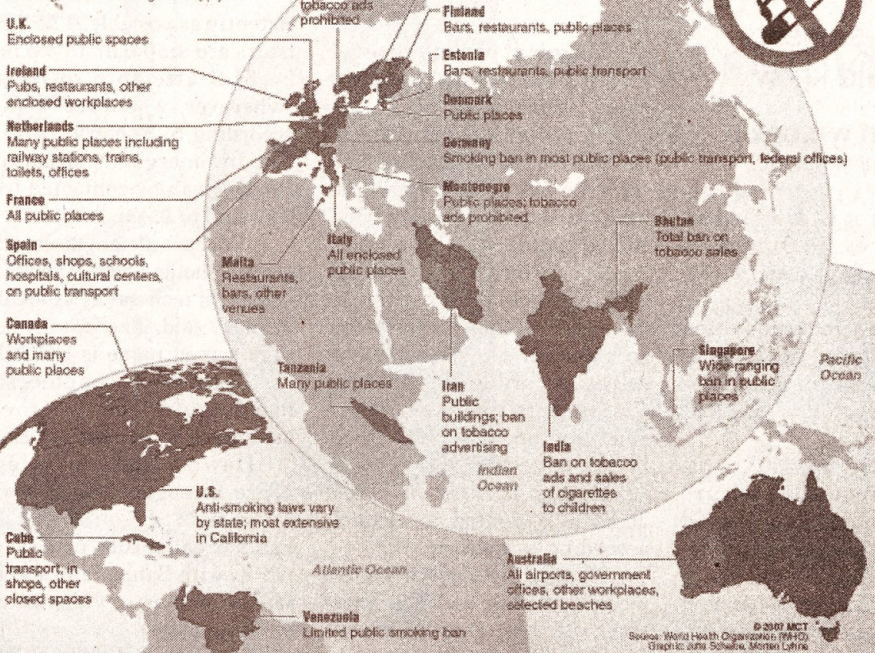 tobacco ads
prohibited
U.K.
Enclosed public spaces
Ireland
Pubs, restaurants, other
enclosed workplaces
Netherlands
Many public places including
railway stations, trains,
toilets, offices
France
All public places
Spain
Offices, shops, schools,
hospitals, cultural centers,
on public transport
Canada
Workplaces
and many
public places
Finland
Bars, restaurants, public places
Estonia
Bars, restaurants, public transport
Denmark
Public places
Germany
Smoking ban in most public places (public transport, federal offices)
Montenegro
Public places; tobacco
ads prohibited
Malta
Restaurants,
bars, other
venues
Italy
All enclosed
public places
Bhutan
Total ban on
tobacco sales
Tanzania
Many public places
Iran
Public
buildings; ban
on tobacco
advertising
Singapore
Wide-ranging
ban in public
places
Pacific
Ocean
India
Ban on tobacco
ads and sales
of cigarettes
to children
Indian
Ocean
U.S.
Anti-smoking laws vary
by state; most extensive
in California
Cuba
Public
transport, in
shops, other
closed spaces
Atlantic Ocean
Venezuela
Limited public smoking ban
Australia
All airports, government
offices, other workplaces,
selected beaches
© 2007 MCT
Source: World Health Organization (WHO)
Graphic: Jutta Scheibe, Morten Lyhne